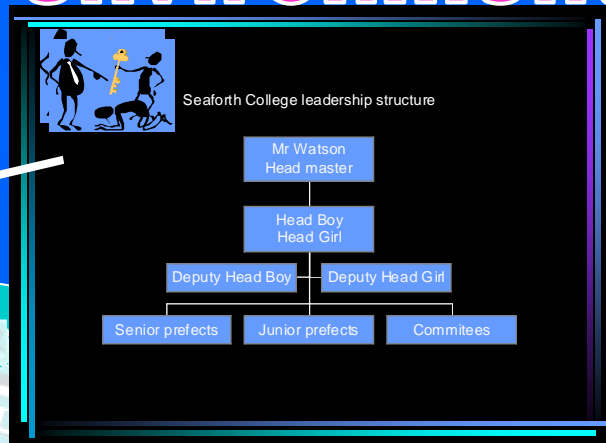 Seaforth College leadership structure
Mr Watson
Head master
Head Boy
Head Girl
Deputy Head Boy
Deputy Head Girl
Senior prefects
Junior prefects
Commitees